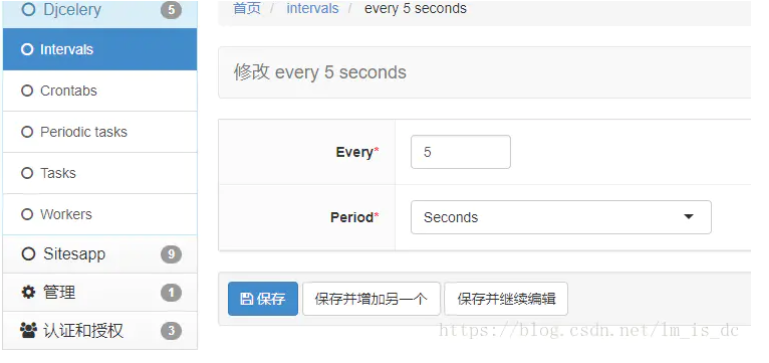 Djcelery 5
首页 / intervals / every 5 seconds
Intervals
修改 every 5 seconds
Crontabs
Periodic tasks
Every* 5
Tasks
Workers
Period* Seconds
Sitesapp 9
管理 1
保存 保存并增加另一个 保存并继续编辑
认证和授权 3
https://blog.csdn.net/lm_is_dc